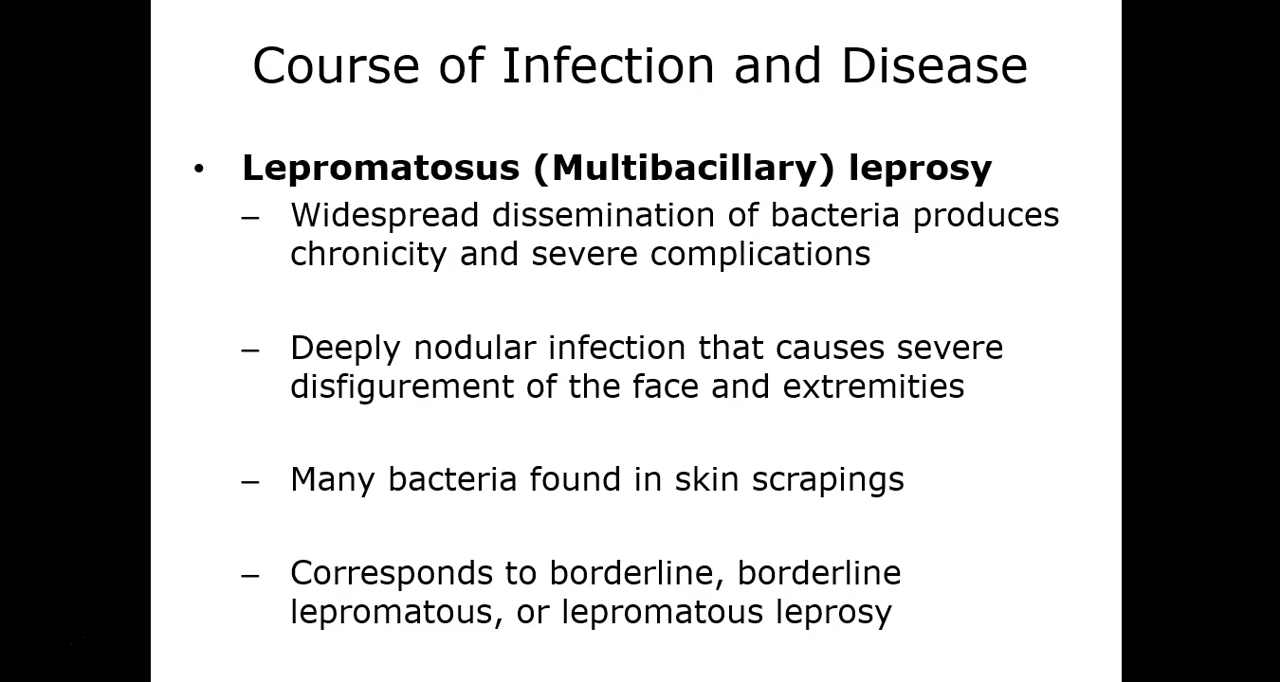 Course of Infection and Disease
• Lepromatosus (Multibacillary) leprosy
– Widespread dissemination of bacteria produces
chronicity and severe complications
– Deeply nodular infection that causes severe
disfigurement of the face and extremities
– Many bacteria found in skin scrapings
– Corresponds to borderline, borderline
lepromatous, or lepromatous leprosy